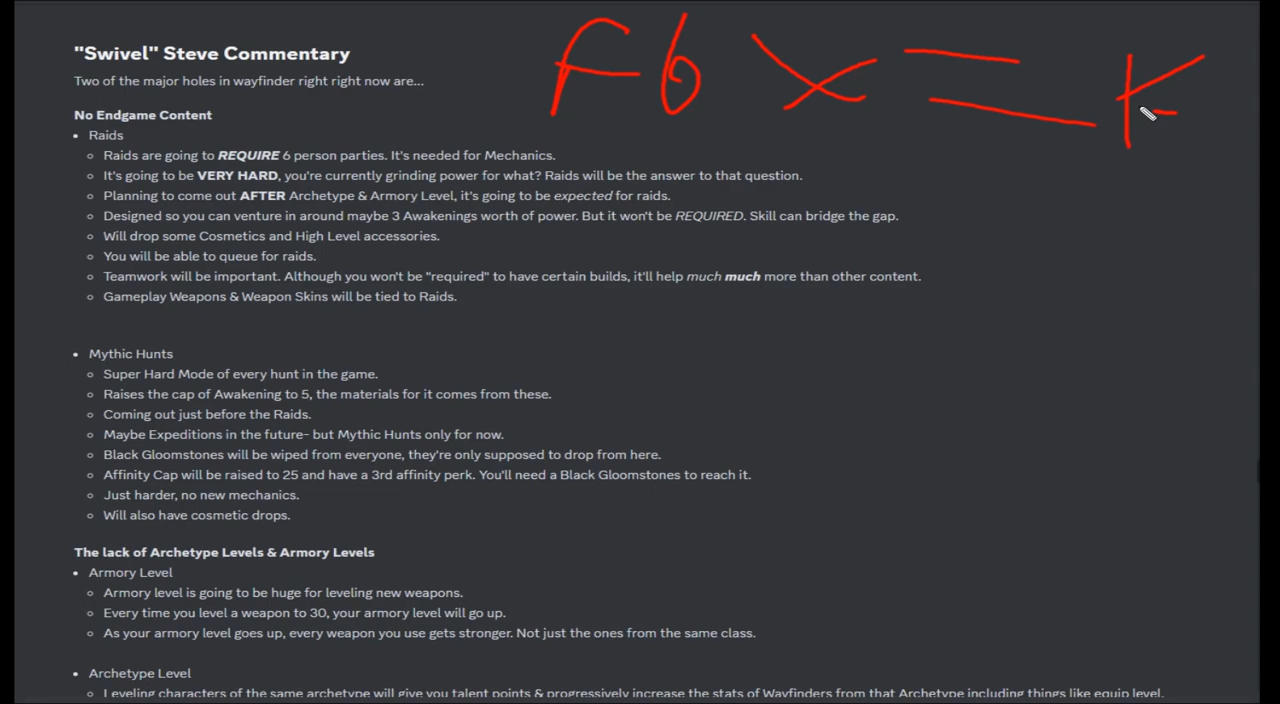 "Swivel" Steve Commentary
F6 X = K
Two of the major holes in wayfinder right right now are...
No Endgame Content
• Raids
◦ Raids are going to REQUIRE 6 person parties. It's needed for Mechanics.
◦ It's going to be VERY HARD, you're currently grinding power for what? Raids will be the answer to that question.
◦ Planning to come out AFTER Archetype & Armory Level, it's going to be expected for raids.
◦ Designed so you can venture in around maybe 3 Awakenings worth of power. But it won't be REQUIRED. Skill can bridge the gap.
◦ Will drop some Cosmetics and High Level accessories.
◦ You will be able to queue for raids.
◦ Teamwork will be important. Although you won't be "required" to have certain builds, it'll help much much more than other content.
◦ Gameplay Weapons & Weapon Skins will be tied to Raids.
• Mythic Hunts
◦ Super Hard Mode of every hunt in the game.
◦ Raises the cap of Awakening to 5, the materials for it comes from these.
◦ Coming out just before the Raids.
◦ Maybe Expeditions in the future- but Mythic Hunts only for now.
◦ Black Gloomstones will be wiped from everyone, they're only supposed to drop from here.
◦ Affinity Cap will be raised to 25 and have a 3rd affinity perk. You'll need a Black Gloomstones to reach it.
◦ Just harder, no new mechanics.
◦ Will also have cosmetic drops.
The lack of Archetype Levels & Armory Levels
• Armory Level
◦ Armory level is going to be huge for leveling new weapons.
◦ Every time you level a weapon to 30, your armory level will go up.
◦ As your armory level goes up, every weapon you use gets stronger. Not just the ones from the same class.
• Archetype Level
◦ Leveling characters of the same archetype will give you talent points & progressively increase the stats of Wayfinders from that Archetype including things like equip level.